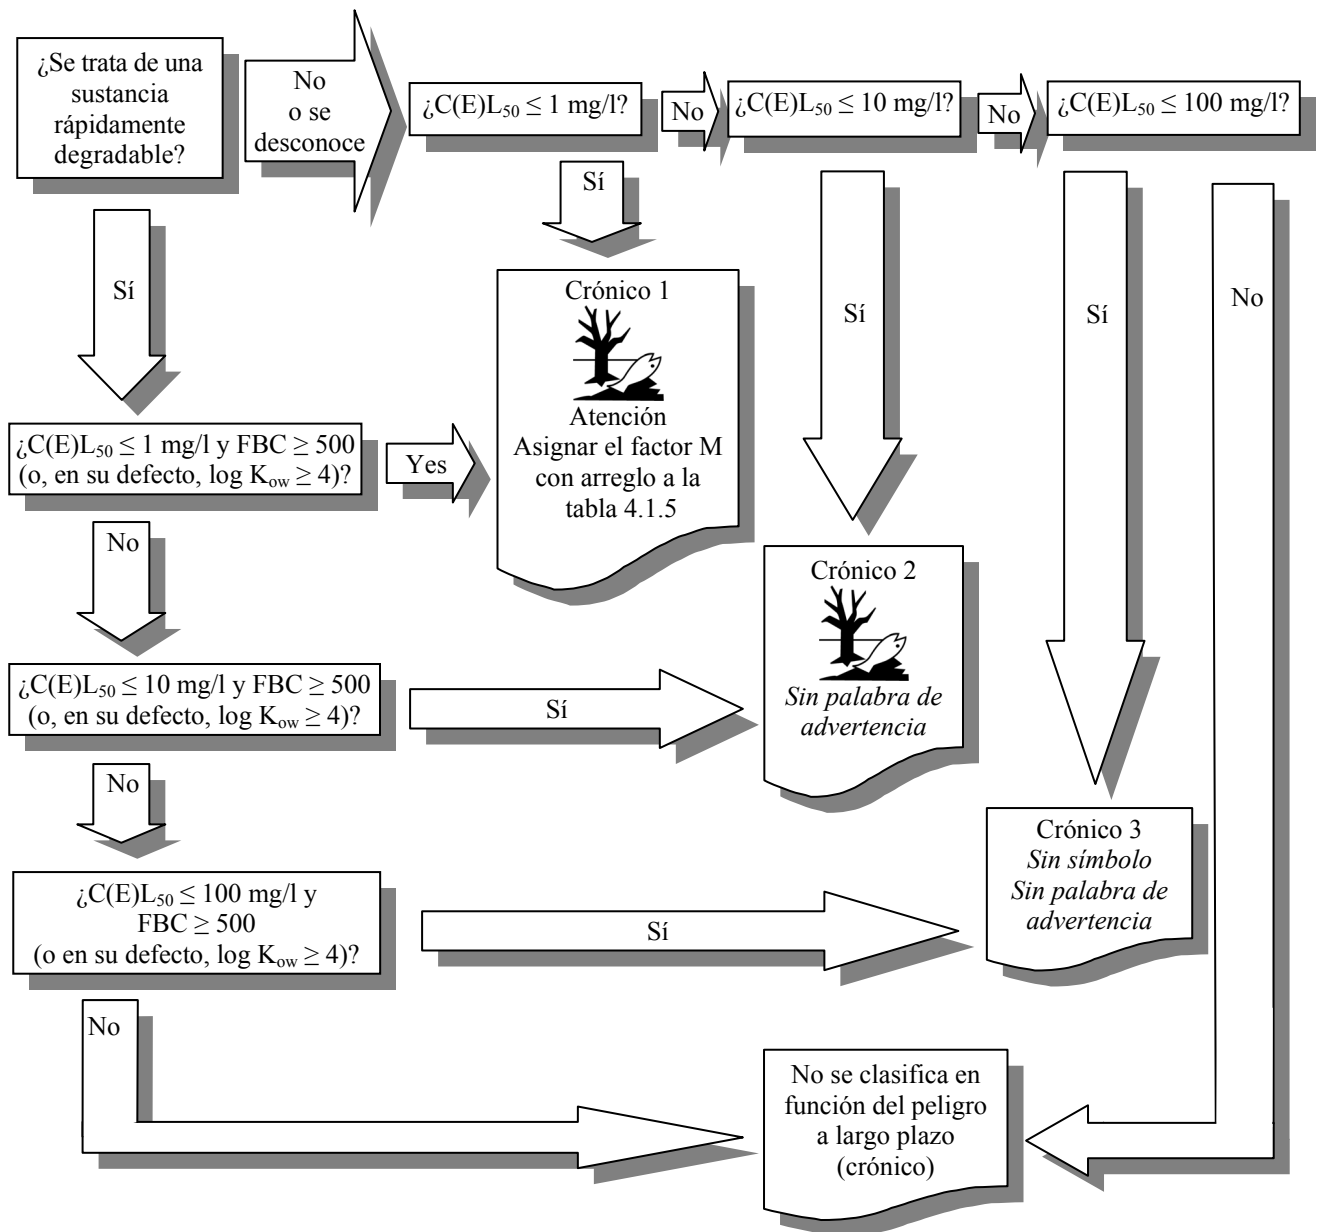 ¿Se trata de una
sustancia
rápidamente
degradable?
No
o se
desconoce
¿C(E)L₅₀ ≤ 1 mg/l?
No
¿C(E)L₅₀ ≤ 10 mg/l?
No
¿C(E)L₅₀ ≤ 100 mg/l?
Sí
Sí
Sí
Sí
No
Crónico 1
Atención
Asignar el factor M
con arreglo a la
tabla 4.1.5
¿C(E)L₅₀ ≤ 1 mg/l y FBC ≥ 500
(o, en su defecto, log Kow ≥ 4)?
Yes
No
Crónico 2
Sin palabra de
advertencia
¿C(E)L₅₀ ≤ 10 mg/l y FBC ≥ 500
(o, en su defecto, log Kow ≥ 4)?
Sí
No
Crónico 3
Sin símbolo
Sin palabra de
advertencia
¿C(E)L₅₀ ≤ 100 mg/l y
FBC ≥ 500
(o en su defecto, log Kow ≥ 4)?
Sí
No
No se clasifica en
función del peligro
a largo plazo
(crónico)